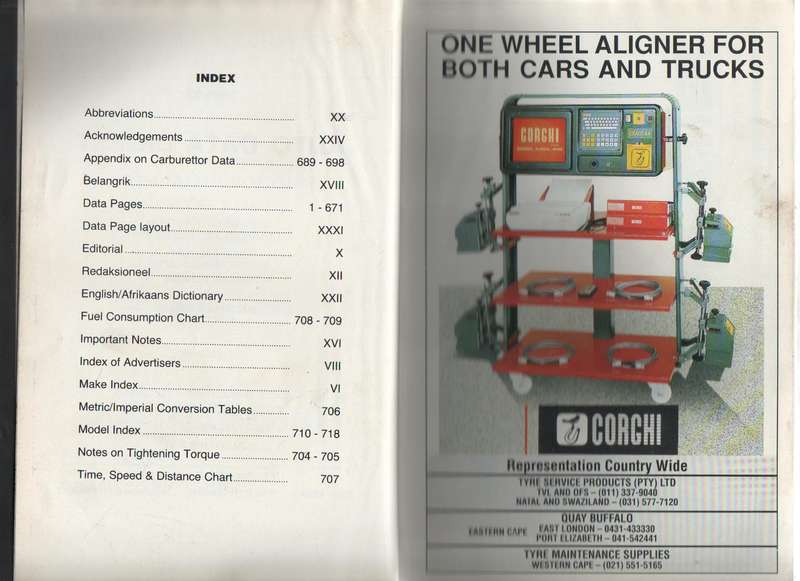 INDEX
Abbreviations............ XX
Acknowledgements............ XXIV
Appendix on Carburettor Data............ 689 - 698
Belangrik............ XVIII
Data Pages............ 1 - 671
Data Page layout............ XXXI
Editorial............ X
Redaksioneel............ XII
English/Afrikaans Dictionary............ XXII
Fuel Consumption Chart............ 708 - 709
Important Notes............ XVI
Index of Advertisers............ VIII
Make Index............ VI
Metric/Imperial Conversion Tables............ 706
Model Index............ 710 - 718
Notes on Tightening Torque............ 704 - 705
Time, Speed & Distance Chart............ 707
ONE WHEEL ALIGNER FOR
BOTH CARS AND TRUCKS
CORGHI
CORGHI
Representation Country Wide
TYRE SERVICE PRODUCTS (PTY) LTD
TVL AND OFS – (011) 337-9040
NATAL AND SWAZILAND – (031) 577-7120
QUAY BUFFALO
EASTERN CAPE EAST LONDON – 0431-433330
PORT ELIZABETH – 041-542441
TYRE MAINTENANCE SUPPLIES
WESTERN CAPE – (021) 551-5165